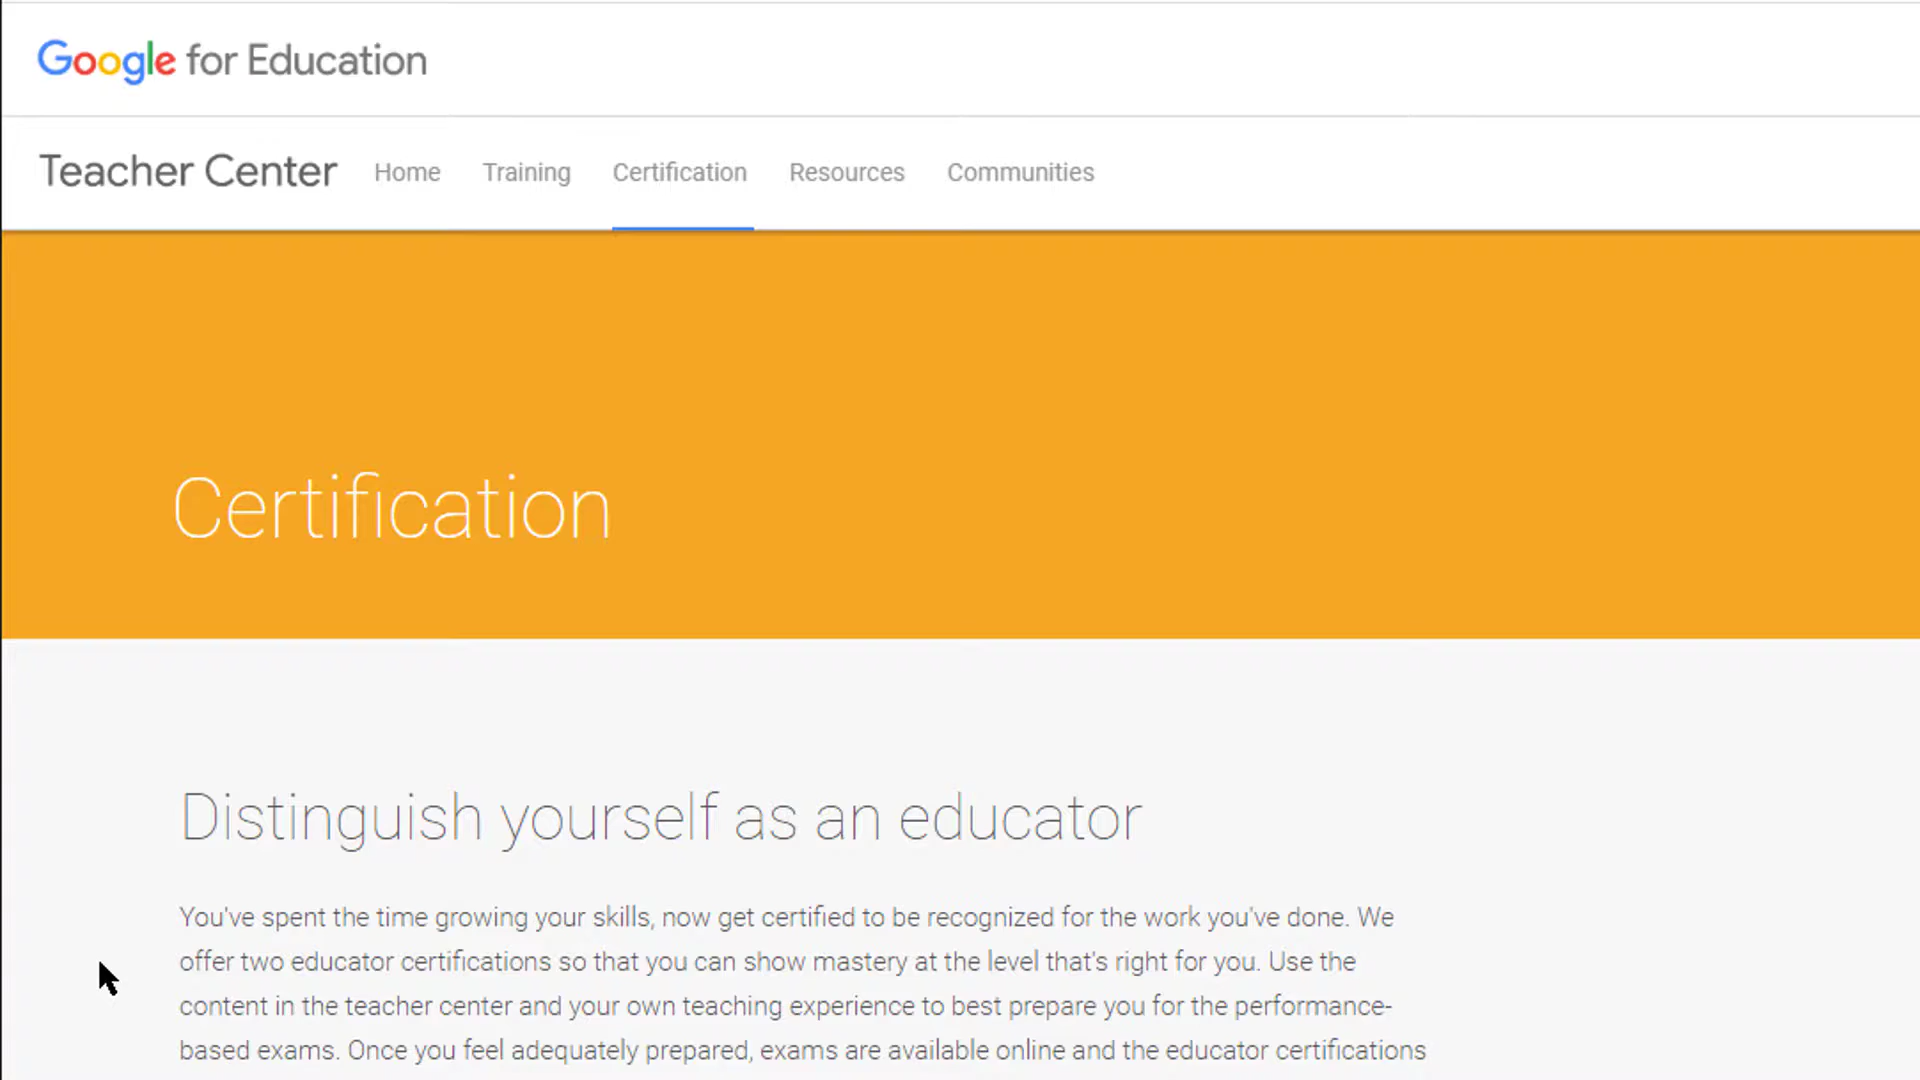 Google for Education
Teacher Center Home Training Certification Resources Communities
Certification
Distinguish yourself as an educator
You've spent the time growing your skills, now get certified to be recognized for the work you've done. We
offer two educator certifications so that you can show mastery at the level that's right for you. Use the
content in the teacher center and your own teaching experience to best prepare you for the performance-
based exams. Once you feel adequately prepared, exams are available online and the educator certifications